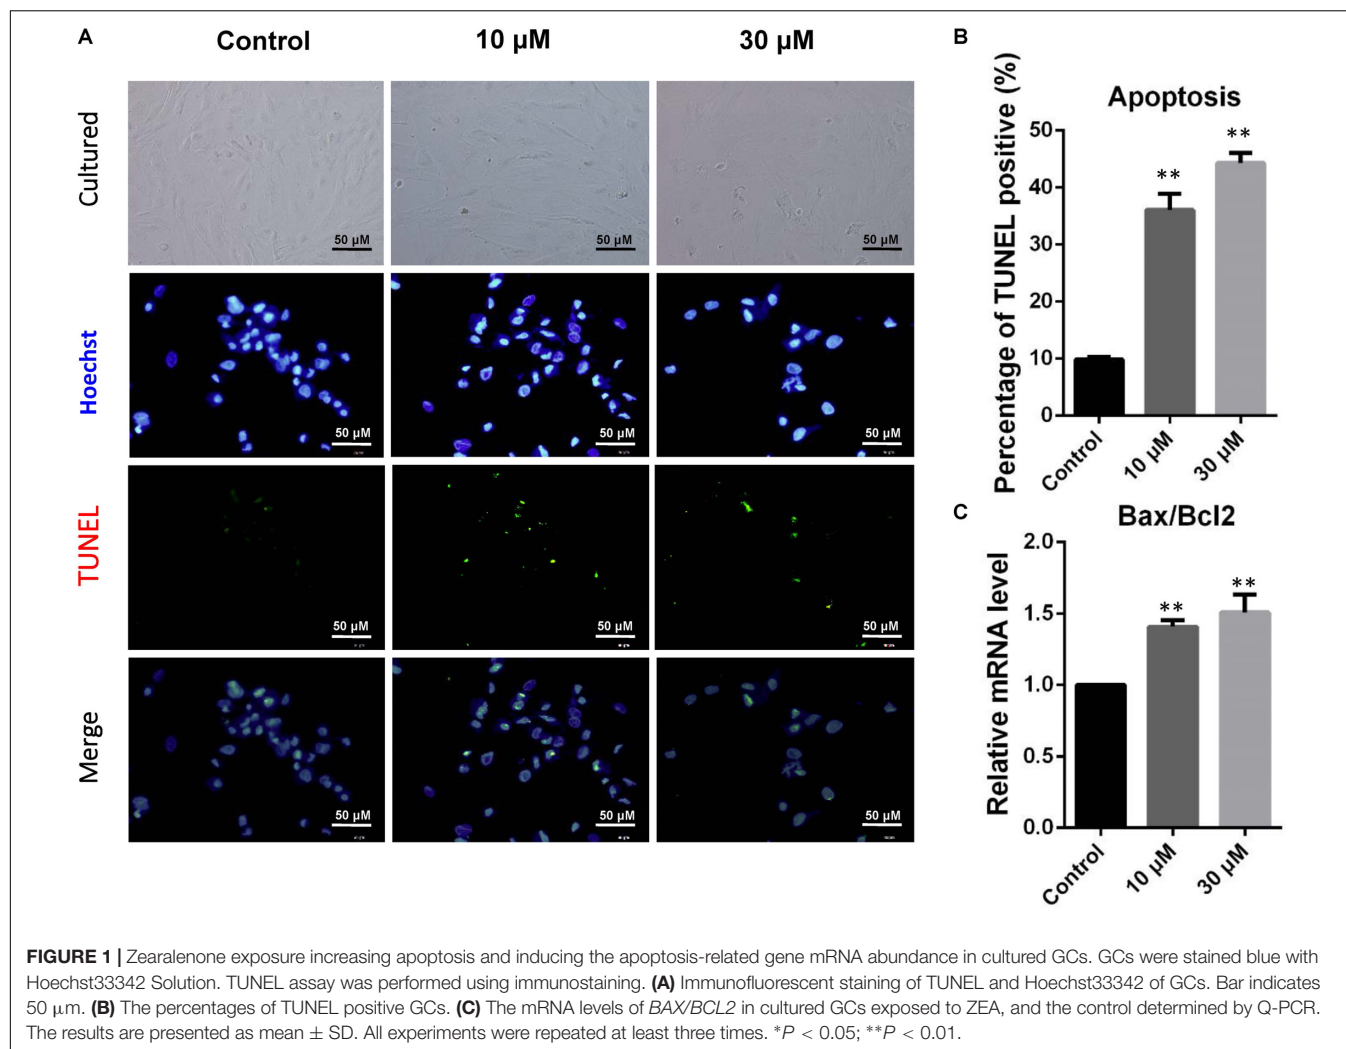 A
Control
10 µM
30 µM
Cultured
50 µM
50 µM
50 µM
Hoechst
50 µM
50 µM
50 µM
TUNEL
50 µM
50 µM
50 µM
Merge
50 µM
50 µM
50 µM
B
Apoptosis
Percentage of TUNEL positive (%)
50
40
30
20
10
0
Control
10 µM
30 µM
C
Bax/Bcl2
Relative mRNA level
2.0
1.5
1.0
0.5
0.0
**
**
**
**
Control
10 µM
30 µM
FIGURE 1 | Zearalenone exposure increasing apoptosis and inducing the apoptosis-related gene mRNA abundance in cultured GCs. GCs were stained blue with
Hoechst33342 Solution. TUNEL assay was performed using immunostaining. (A) Immunofluorescent staining of TUNEL and Hoechst33342 of GCs. Bar indicates
50 µm. (B) The percentages of TUNEL positive GCs. (C) The mRNA levels of BAX/BCL2 in cultured GCs exposed to ZEA, and the control determined by Q-PCR.
The results are presented as mean ± SD. All experiments were repeated at least three times. *P < 0.05; **P < 0.01.